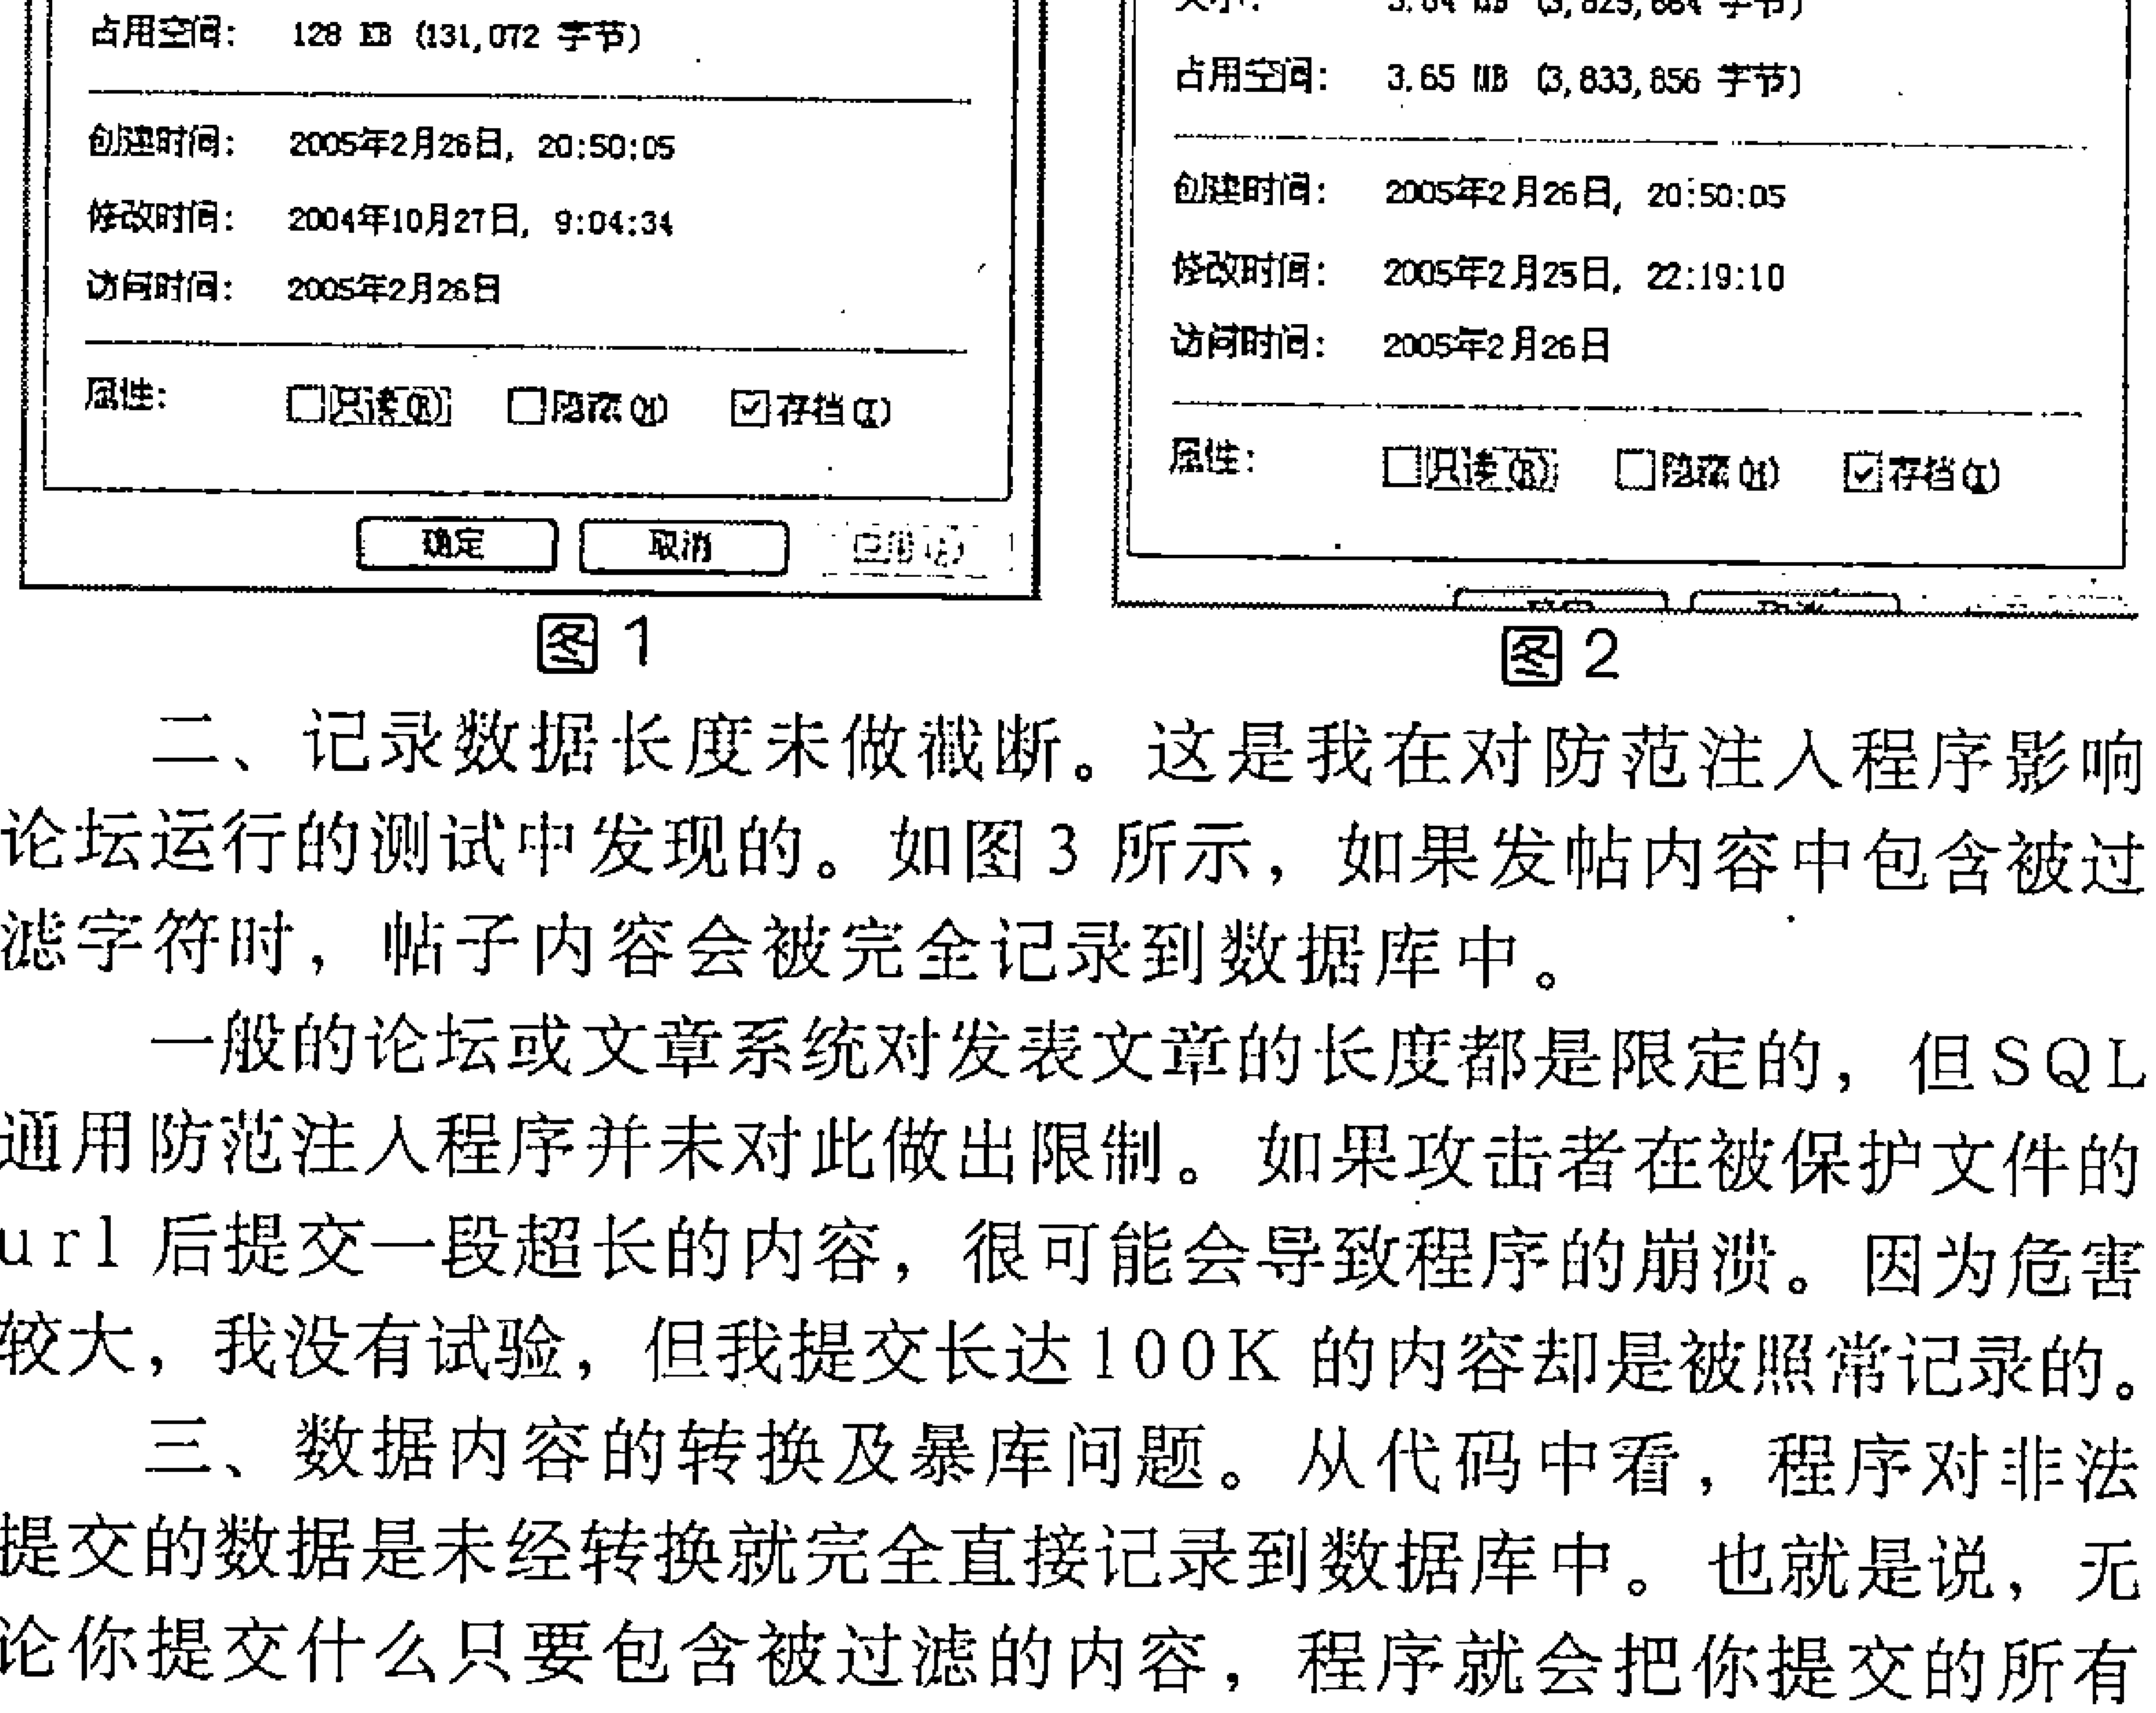 占用空间： 128 KB (131,072 字节)
创建时间： 2005年2月26日，20:50:05
修改时间： 2004年10月27日，9:04:34
访问时间： 2005年2月26日
属性： 只读(R) 隐藏(H) 存档(I)
确定 取消 应用(A)
图1
占用空间： 3.65 MB (3,833,856 字节)
创建时间： 2005年2月26日，20:50:05
修改时间： 2005年2月25日，22:19:10
访问时间： 2005年2月26日
属性： 只读(R) 隐藏(H) 存档(I)
图2
二、记录数据长度未做截断。这是我在对防范注入程序影响
论坛运行的测试中发现的。如图3所示，如果发帖内容中包含被过
滤字符时，帖子内容会被完全记录到数据库中。
一般的论坛或文章系统对发表文章的长度都是限定的，但SQL
通用防范注入程序并未对此做出限制。如果攻击者在被保护文件的
url后提交一段超长的内容，很可能会导致程序的崩溃。因为危害
较大，我没有试验，但我提交长达100K的内容却是被照常记录的。
三、数据内容的转换及暴库问题。从代码中看，程序对非法
提交的数据是未经转换就完全直接记录到数据库中。也就是说，无
论你提交什么只要包含被过滤的内容，程序就会把你提交的所有